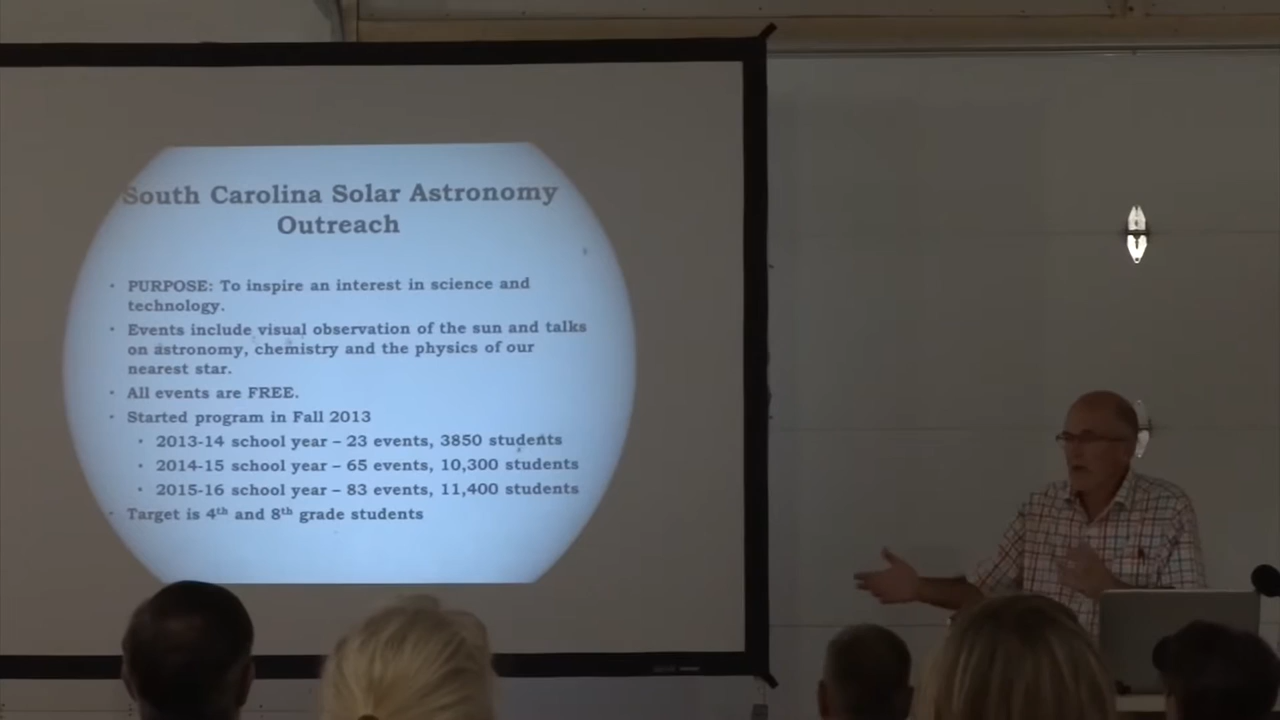 South Carolina Solar Astronomy
Outreach
• PURPOSE: To inspire an interest in science and
technology.
• Events include visual observation of the sun and talks
on astronomy, chemistry and the physics of our
nearest star.
• All events are FREE.
• Started program in Fall 2013
• 2013-14 school year – 23 events, 3850 students
• 2014-15 school year – 65 events, 10,300 students
• 2015-16 school year – 83 events, 11,400 students
• Target is 4th and 8th grade students